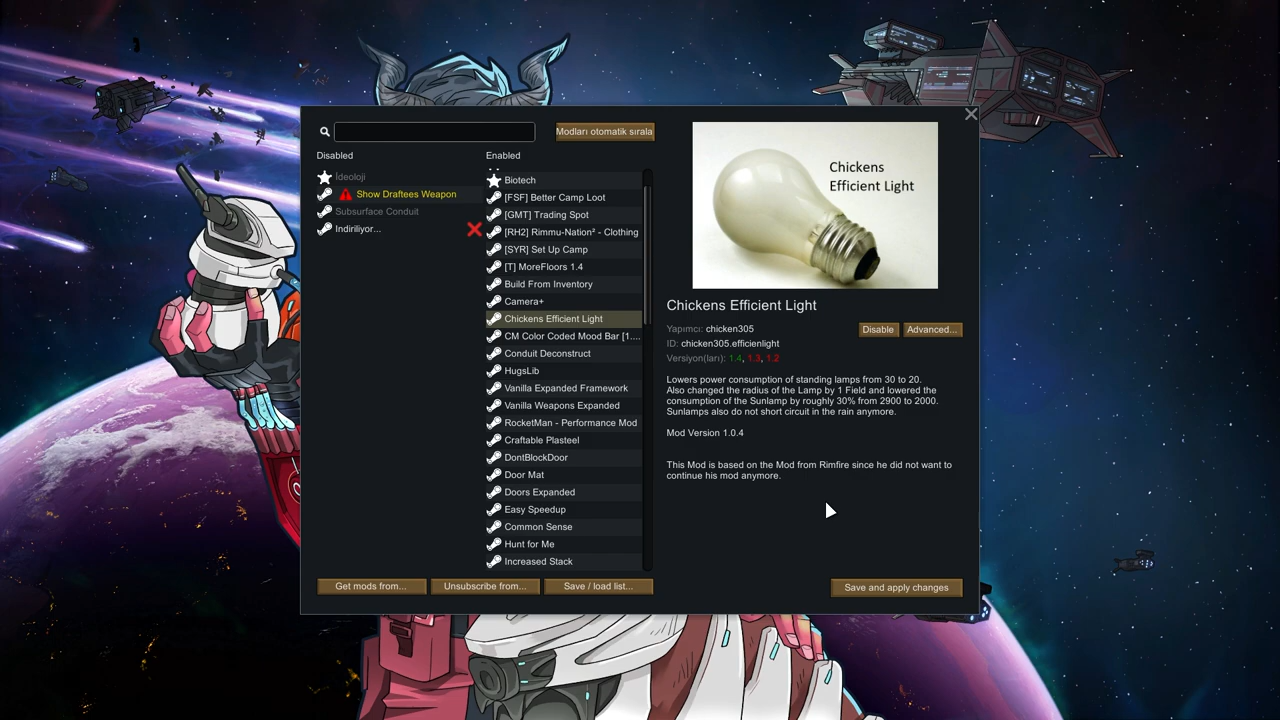 Modları otomatik sırala
Disabled
İdeoloji
Show Draftees Weapon
Subsurface Conduit
Indiriliyor...
Enabled
Biotech
[FSF] Better Camp Loot
[GMT] Trading Spot
[RH2] Rimmu-Nation² - Clothing
[SYR] Set Up Camp
[T] MoreFloors 1.4
Build From Inventory
Camera+
Chickens Efficient Light
CM Color Coded Mood Bar [1....
Conduit Deconstruct
HugsLib
Vanilla Expanded Framework
Vanilla Weapons Expanded
RocketMan - Performance Mod
Craftable Plasteel
DontBlockDoor
Door Mat
Doors Expanded
Easy Speedup
Common Sense
Hunt for Me
Increased Stack
Get mods from...
Unsubscribe from...
Save / load list...
Chickens
Efficient Light
Chickens Efficient Light
Yapımcı: chicken305
Disable
Advanced...
ID: chicken305.efficienlight
Versiyon(ları): 1.4, 1.3, 1.2
Lowers power consumption of standing lamps from 30 to 20.
Also changed the radius of the Lamp by 1 Field and lowered the
consumption of the Sunlamp by roughly 30% from 2900 to 2000.
Sunlamps also do not short circuit in the rain anymore.
Mod Version 1.0.4
This Mod is based on the Mod from Rimfire since he did not want to
continue his mod anymore.
Save and apply changes